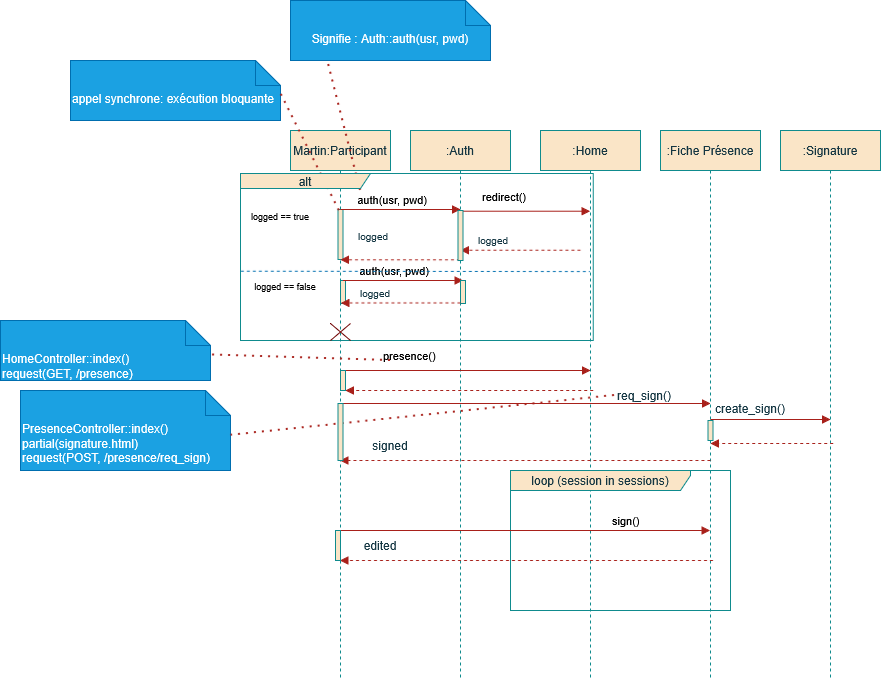 Signifie : Auth::auth(usr, pwd)
appel synchrone: exécution bloquante
Martin:Participant
:Auth
:Home
:Fiche Présence
:Signature
alt
auth(usr, pwd)
redirect()
logged == true
logged
logged
auth(usr, pwd)
logged == false
logged
HomeController::index()
request(GET, /presence)
presence()
req_sign()
create_sign()
PresenceController::index()
partial(signature.html)
request(POST, /presence/req_sign)
signed
loop (session in sessions)
sign()
edited